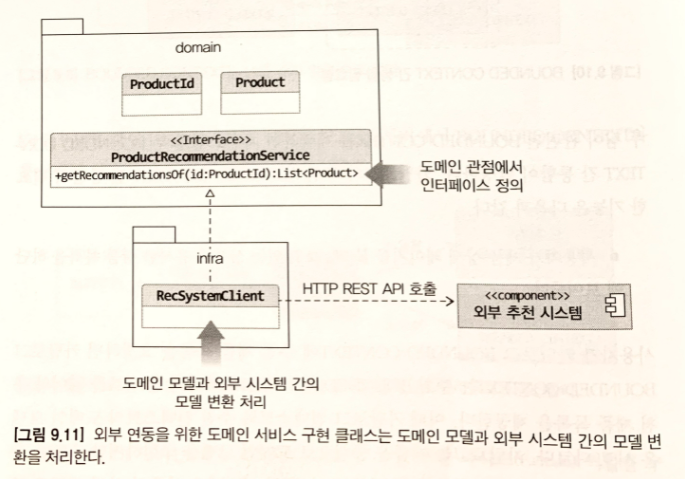 domain
ProductId
Product
<<Interface>>
ProductRecommendationService
+getRecommendationsOf(id:ProductId):List<Product>
도메인 관점에서
인터페이스 정의
infra
RecSystemClient
HTTP REST API 호출
<<component>>
외부 추천 시스템
도메인 모델과 외부 시스템 간의
모델 변환 처리
[그림 9.11] 외부 연동을 위한 도메인 서비스 구현 클래스는 도메인 모델과 외부 시스템 간의 모델 변
환을 처리한다.